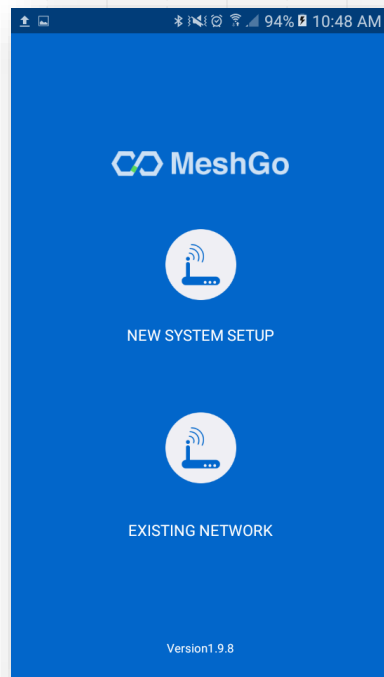 94% 10:48 AM
MeshGo
NEW SYSTEM SETUP
EXISTING NETWORK
Version1.9.8